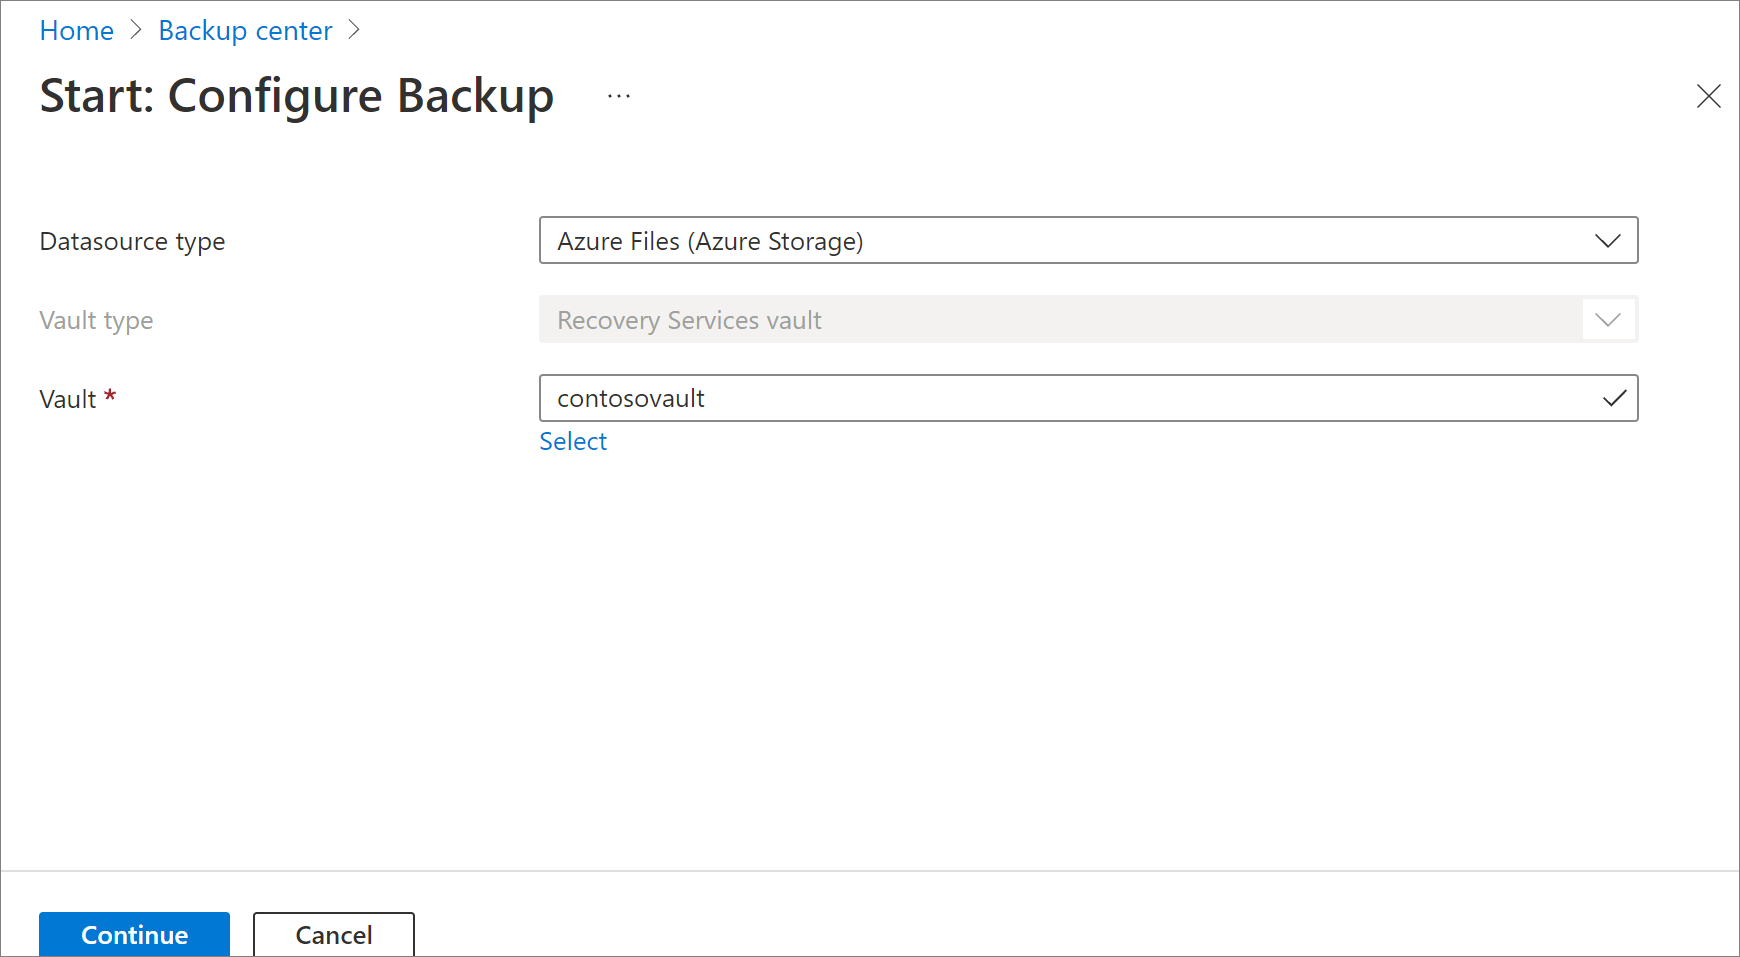 Home > Backup center >
Start: Configure Backup ...
Datasource type Azure Files (Azure Storage)
Vault type Recovery Services vault
Vault * contosovault
Select
Continue Cancel